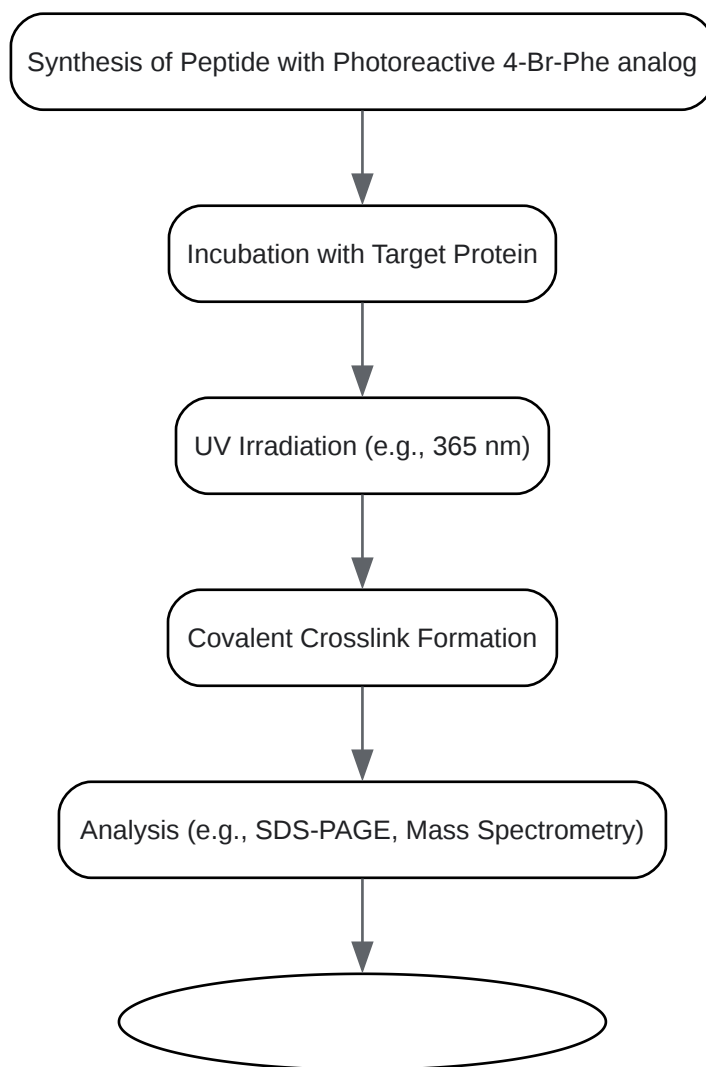 Synthesis of Peptide with Photoreactive 4-Br-Phe analog
Incubation with Target Protein
UV Irradiation (e.g., 365 nm)
Covalent Crosslink Formation
Analysis (e.g., SDS-PAGE, Mass Spectrometry)